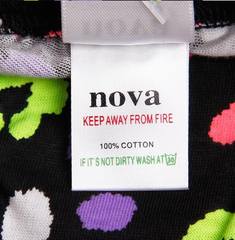 nova
KEEP AWAY FROM FIRE
100% COTTON
IF IT'S NOT DIRTY WASH AT 30